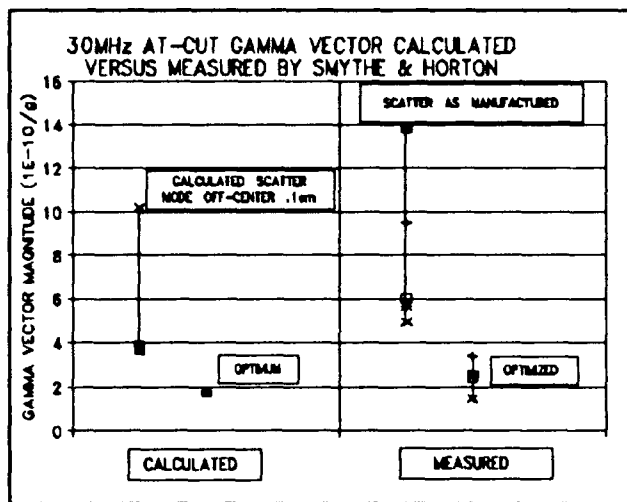 30MHz AT-CUT GAMMA VECTOR CALCULATED
VERSUS MEASURED BY SMYTHE & HORTON
GAMMA VECTOR MAGNITUDE (1E-10/g)
16
14
12
10
8
6
4
2
0
SCATTER AS MANUFACTURED
CALCULATED SCATTER
MODE OFF-CENTER .1mm
OPTIMUM
OPTIMIZED
CALCULATED
MEASURED